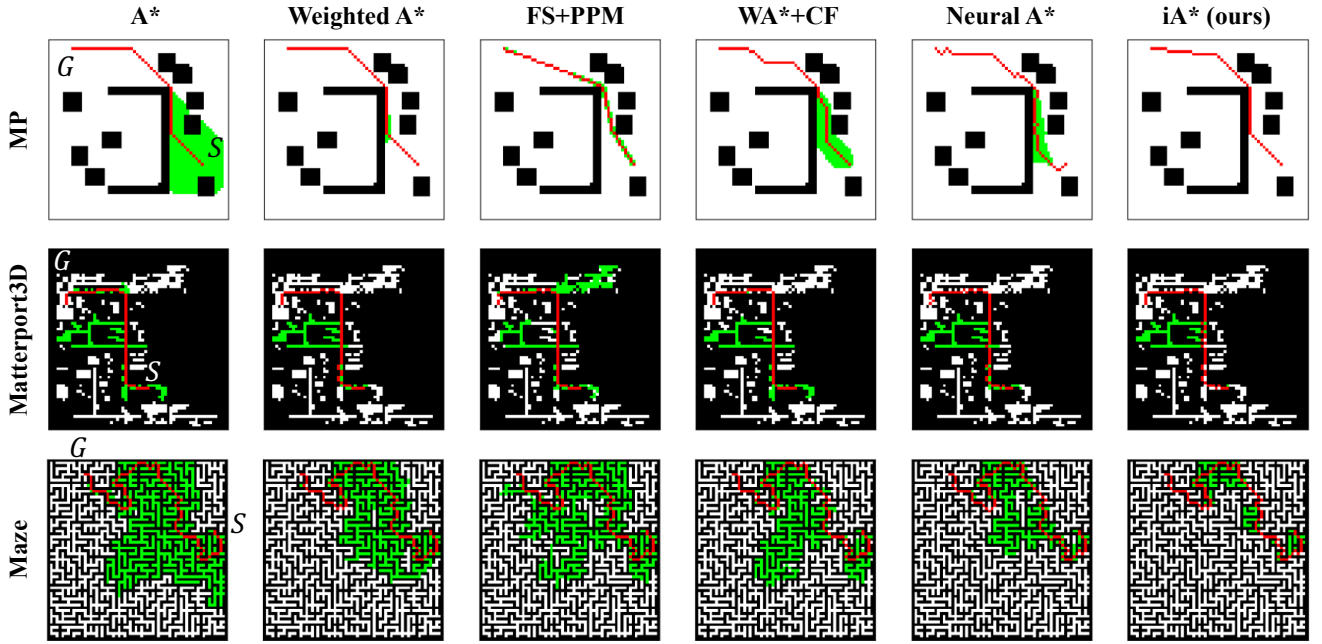 A* Weighted A* FS+PPM WA*+CF Neural A* iA* (ours)
MP
G
S
Matterport3D
G
S
Maze
G
S